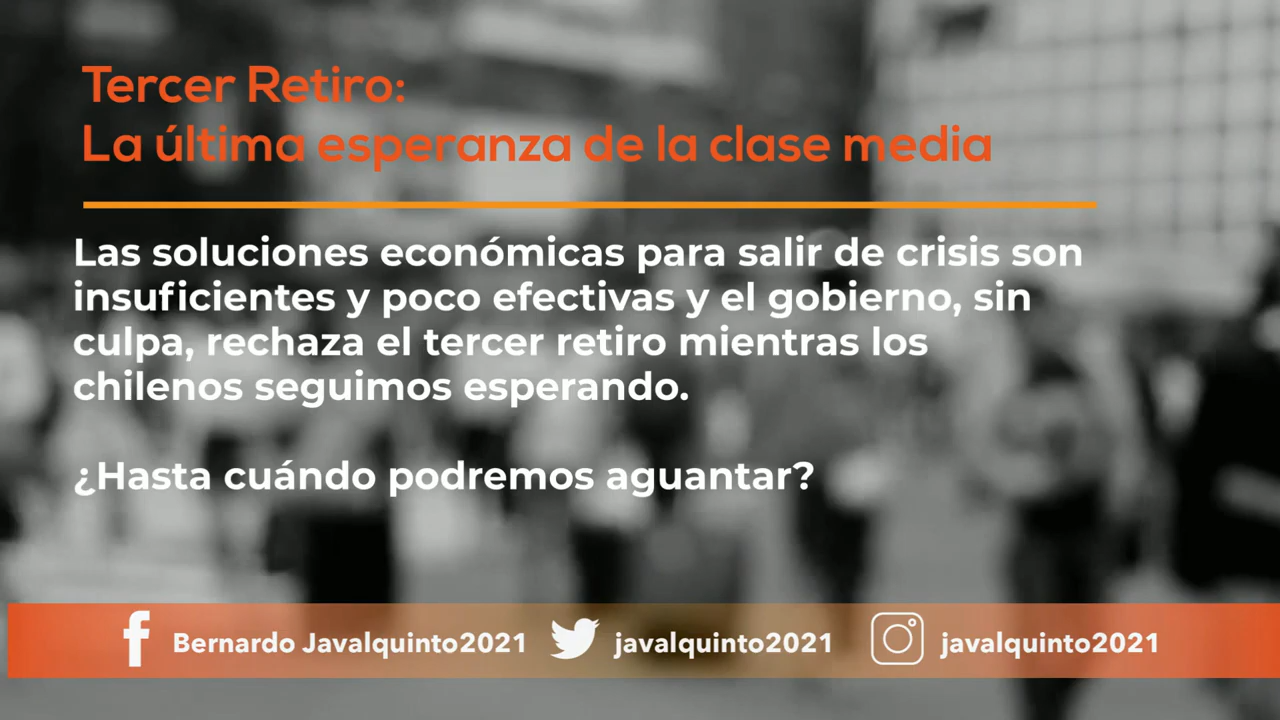 Tercer Retiro:
La última esperanza de la clase media
Las soluciones económicas para salir de crisis son
insuficientes y poco efectivas y el gobierno, sin
culpa, rechaza el tercer retiro mientras los
chilenos seguimos esperando.
¿Hasta cuándo podremos aguantar?
Bernardo Javalquinto2021 javalquinto2021 javalquinto2021